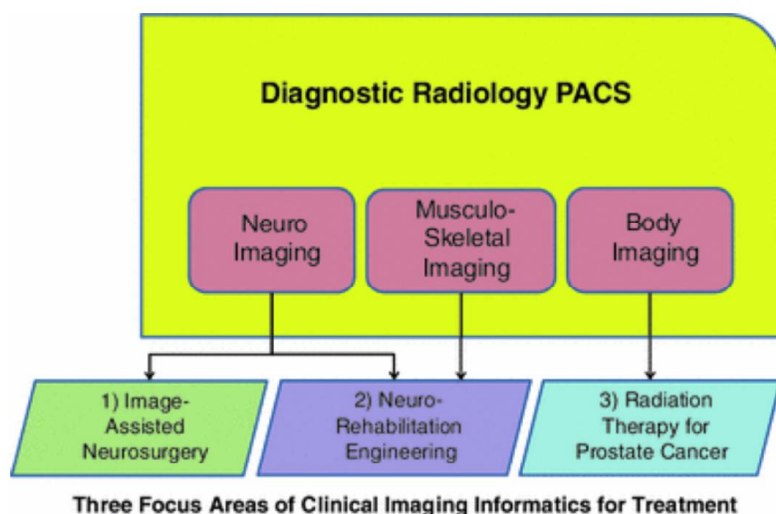 Diagnostic Radiology PACS
Neuro
Imaging
Musculo-
Skeletal
Imaging
Body
Imaging
1) Image-
Assisted
Neurosurgery
2) Neuro-
Rehabilitation
Engineering
3) Radiation
Therapy for
Prostate Cancer
Three Focus Areas of Clinical Imaging Informatics for Treatment